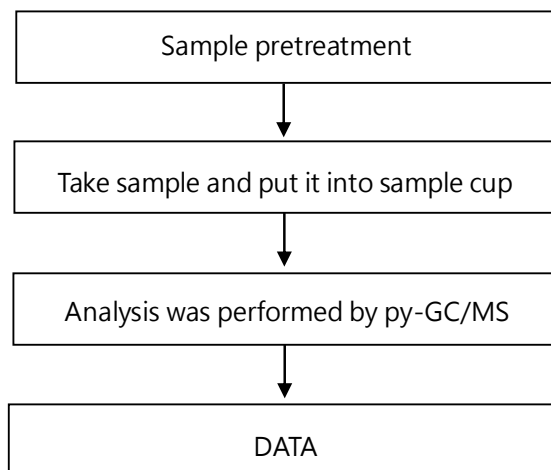 Sample pretreatment
Take sample and put it into sample cup
Analysis was performed by py-GC/MS
DATA